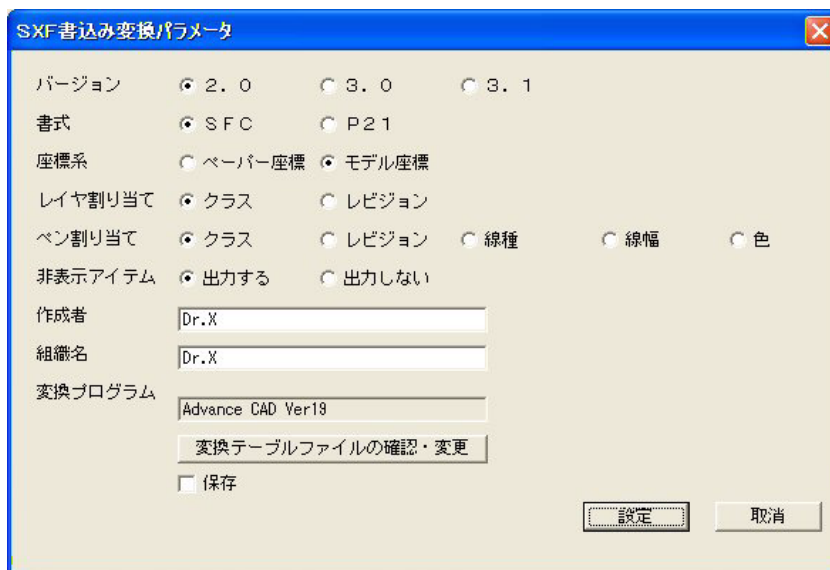 SXF書込み変換パラメータ
バージョン ２．０ ３．０ ３．１
書式 ＳＦＣ Ｐ２１
座標系 ペーパー座標 モデル座標
レイヤ割り当て クラス レビジョン
ペン割り当て クラス レビジョン 線種 線幅 色
非表示アイテム 出力する 出力しない
作成者 Dr.X
組織名 Dr.X
変換プログラム Advance CAD Ver19
変換テーブルファイルの確認・変更
保存
設定 取消